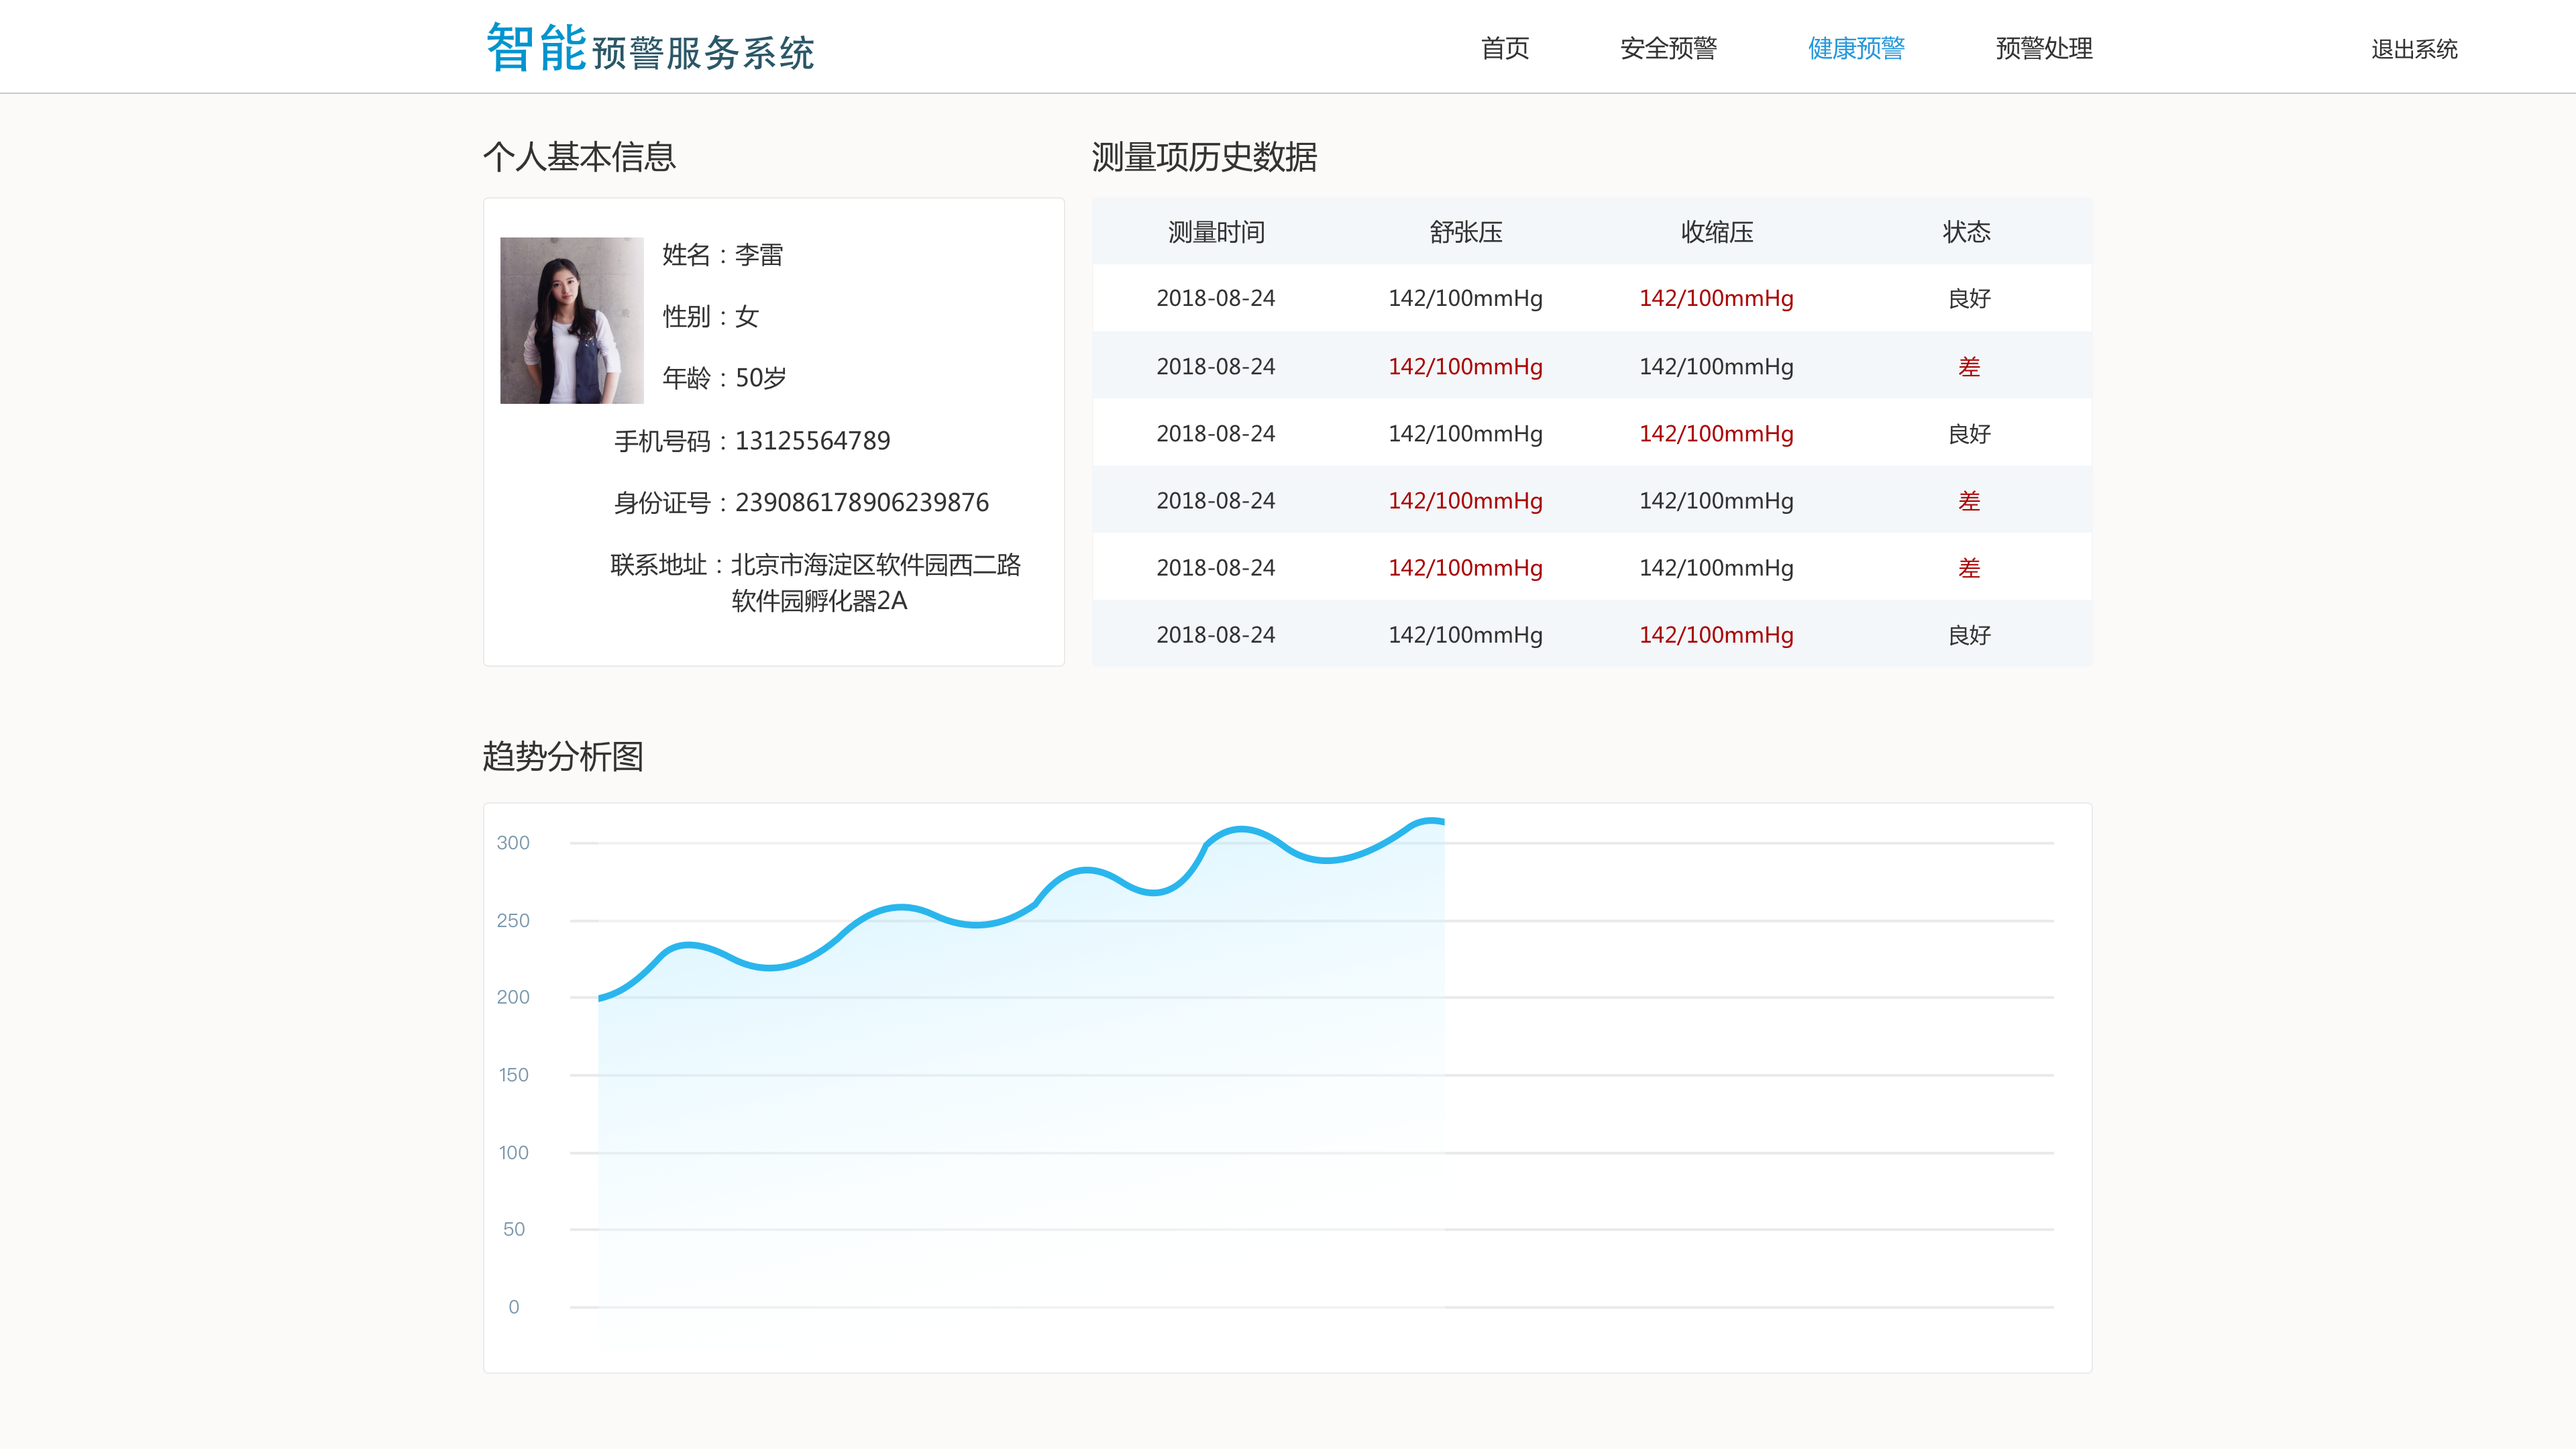 智能预警服务系统
首页 安全预警 健康预警 预警处理 退出系统
个人基本信息
姓名：李雷
性别：女
年龄：50岁
手机号码：13125564789
身份证号：239086178906239876
联系地址：北京市海淀区软件园西二路
软件园孵化器2A
测量项历史数据
测量时间 舒张压 收缩压 状态
2018-08-24 142/100mmHg 142/100mmHg 良好
2018-08-24 142/100mmHg 142/100mmHg 差
2018-08-24 142/100mmHg 142/100mmHg 良好
2018-08-24 142/100mmHg 142/100mmHg 差
2018-08-24 142/100mmHg 142/100mmHg 差
2018-08-24 142/100mmHg 142/100mmHg 良好
趋势分析图
300
250
200
150
100
50
0